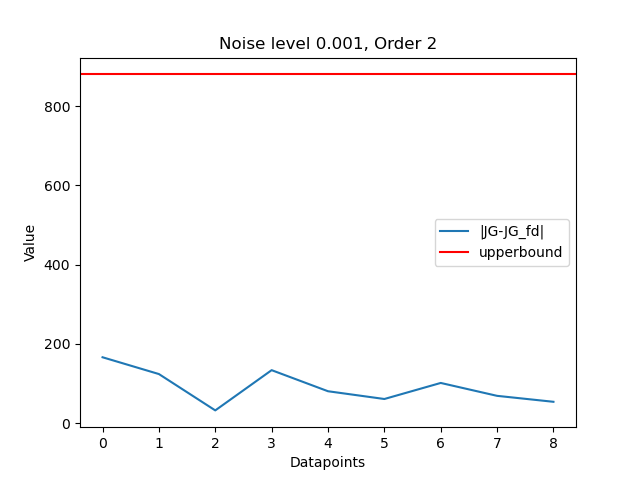 Noise level 0.001, Order 2
Value
800
600
400
200
0
|JG-JG_fd|
upperbound
0 1 2 3 4 5 6 7 8
Datapoints